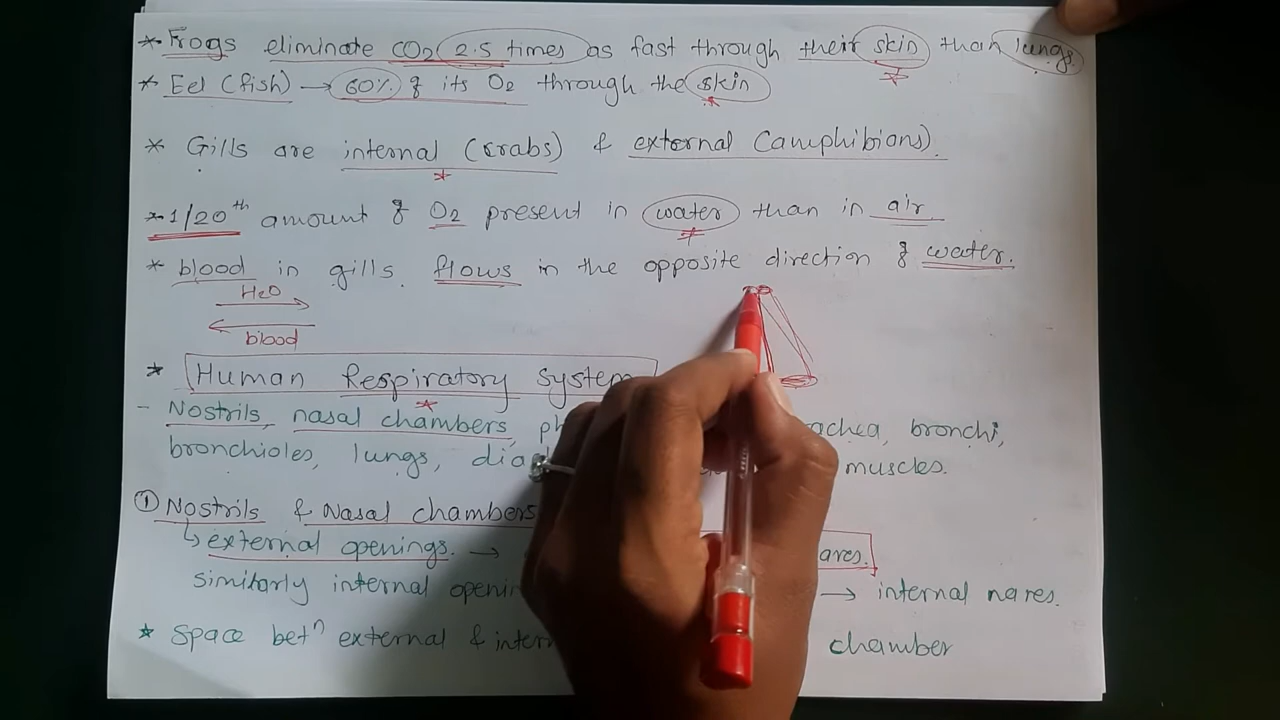 * Frogs eliminate CO2 2.5 times as fast through their skin than lungs.
* Eel (fish) → 60% of its O2 through the skin
* Gills are internal (crabs) & external (amphibians).
* 1/20th amount of O2 present in water than in air
* blood in gills flows in the opposite direction of water.
H2O
blood
* Human Respiratory System
- Nostrils, nasal chambers, bronchi,
bronchioles, lungs, muscles.
① Nostrils & Nasal chambers
↳ external openings. →
similarly internal → internal nares.
* Space betn external & chamber